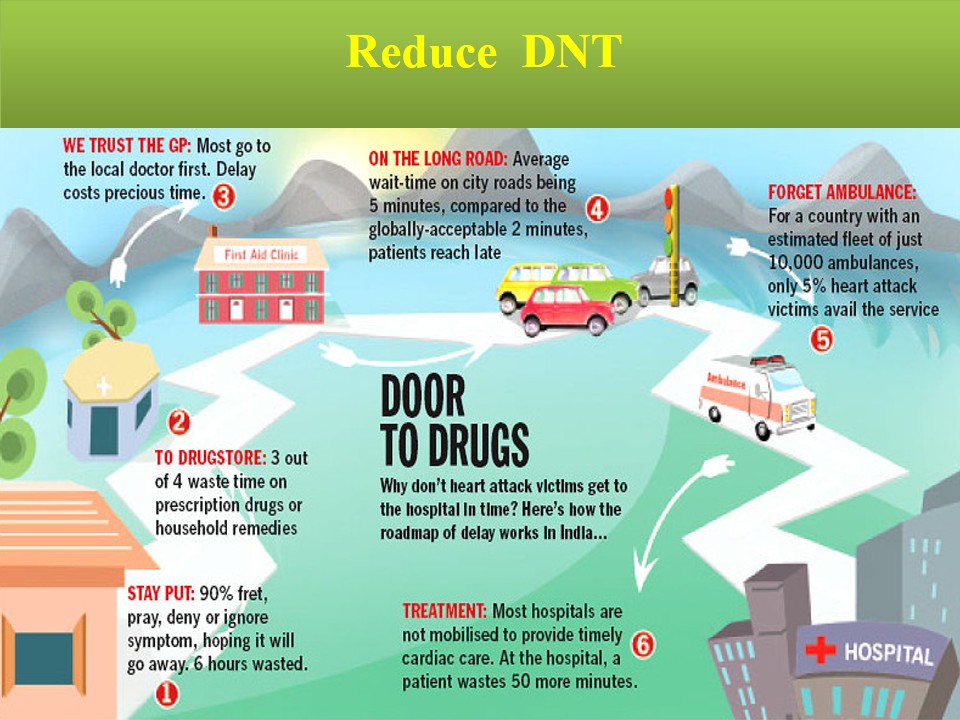 Reduce DNT
WE TRUST THE GP: Most go to
the local doctor first. Delay
costs precious time. 3
ON THE LONG ROAD: Average
wait-time on city roads being
5 minutes, compared to the 4
globally-acceptable 2 minutes,
patients reach late
FORGET AMBULANCE:
For a country with an
estimated fleet of just
10,000 ambulances,
only 5% heart attack
victims avail the service
5
First Aid Clinic
Ambulance
DOOR
TO DRUGS
Why don't heart attack victims get to
the hospital in time? Here's how the
roadmap of delay works in India...
2
TO DRUGSTORE: 3 out
of 4 waste time on
prescription drugs or
household remedies
STAY PUT: 90% fret,
pray, deny or ignore
symptom, hoping it will
go away. 6 hours wasted.
1
TREATMENT: Most hospitals are
not mobilised to provide timely
cardiac care. At the hospital, a
patient wastes 50 more minutes.
6
HOSPITAL